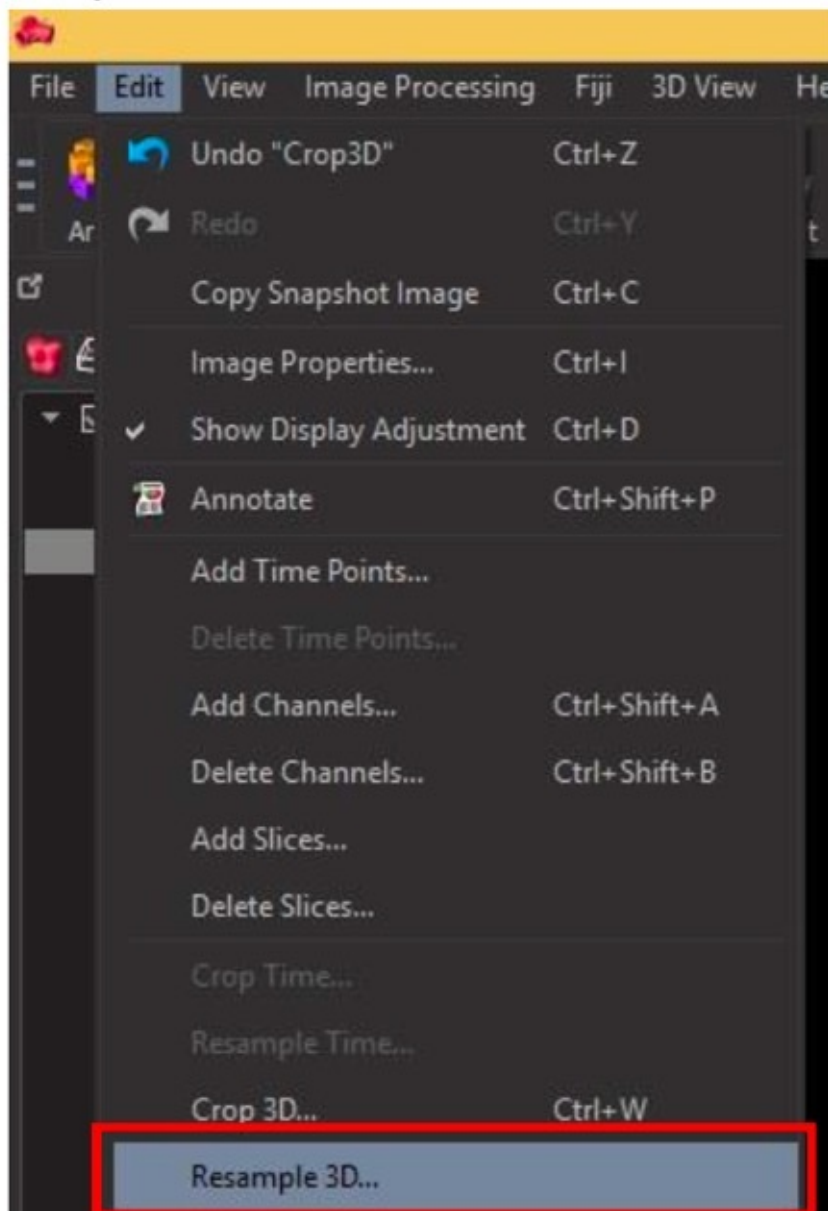 File Edit View Image Processing Fiji 3D View He
Ar
t
Undo "Crop3D" Ctrl+Z
Redo Ctrl+Y
Copy Snapshot Image Ctrl+C
Image Properties... Ctrl+I
Show Display Adjustment Ctrl+D
Annotate Ctrl+Shift+P
Add Time Points...
Delete Time Points...
Add Channels... Ctrl+Shift+A
Delete Channels... Ctrl+Shift+B
Add Slices...
Delete Slices...
Crop Time...
Resample Time...
Crop 3D... Ctrl+W
Resample 3D...